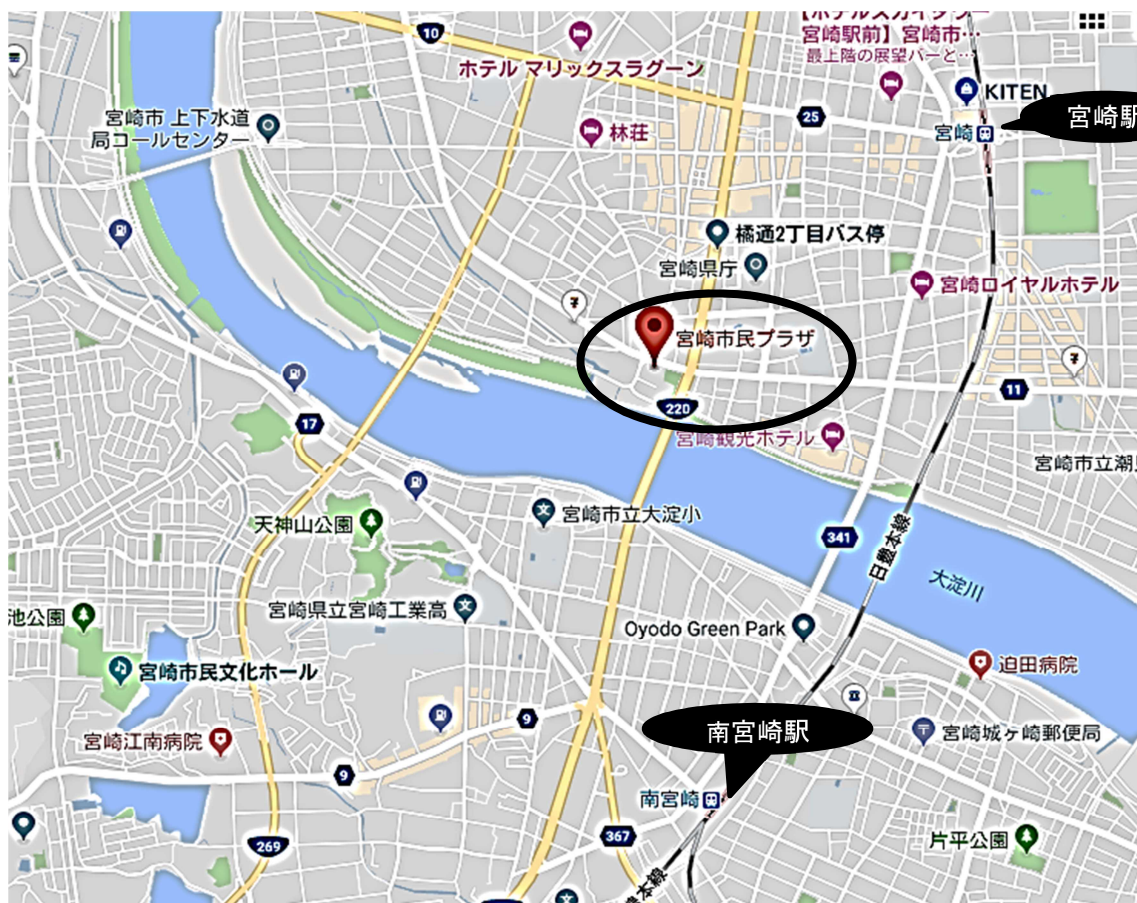 【ホテルスカイタワー
宮崎駅前】宮崎市…
最上階の展望バーと…
10
ホテル マリックスラグーン
KITEN
宮崎市 上下水道
局コールセンター
林荘
25
宮崎
宮崎駅
橘通2丁目バス停
宮崎県庁
宮崎ロイヤルホテル
宮崎市民プラザ
11
220
17
宮崎観光ホテル
宮崎市立潮見
天神山公園
宮崎市立大淀小
341
日豊本線
大淀川
宮崎県立宮崎工業高
池公園
Oyodo Green Park
宮崎市民文化ホール
迫田病院
9
宮崎江南病院
南宮崎駅
宮崎城ヶ崎郵便局
9
南宮崎
269
367
片平公園
本線